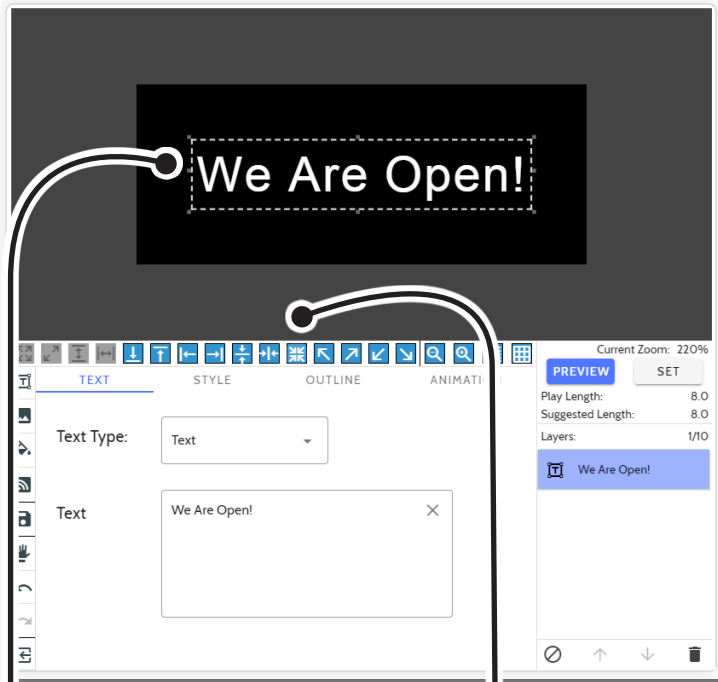 We Are Open!
Current Zoom: 220%
PREVIEW SET
TEXT STYLE OUTLINE
Play Length: 8.0
Suggested Length: 8.0
Text Type: Text
Layers: 1/10
T We Are Open!
Text We Are Open!